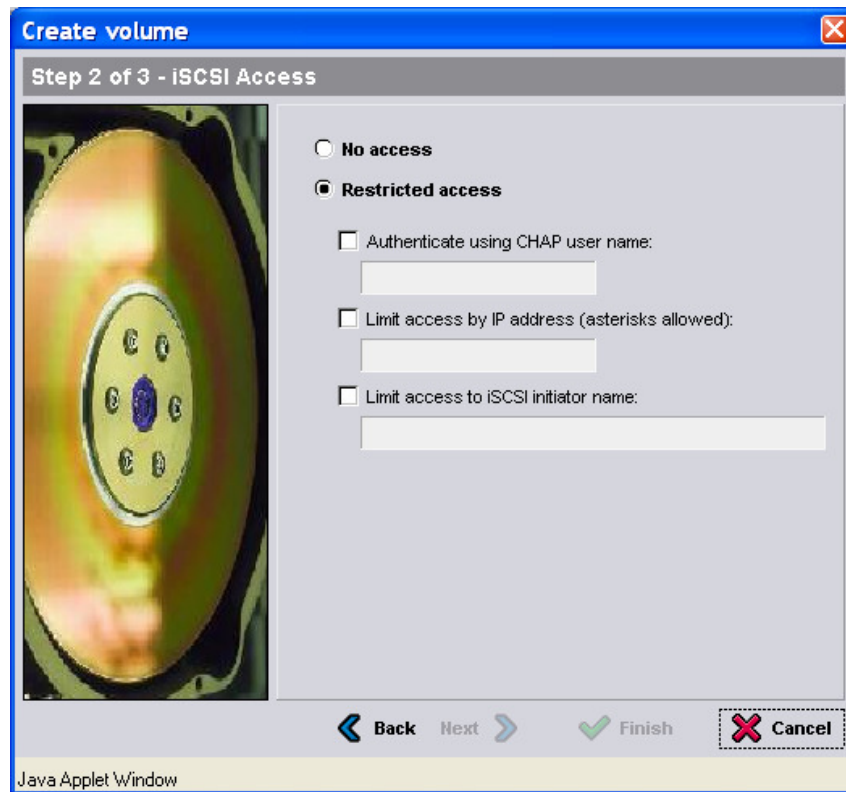 Create volume
Step 2 of 3 - iSCSI Access
No access
Restricted access
Authenticate using CHAP user name:
Limit access by IP address (asterisks allowed):
Limit access to iSCSI initiator name:
Back Next Finish Cancel
Java Applet Window